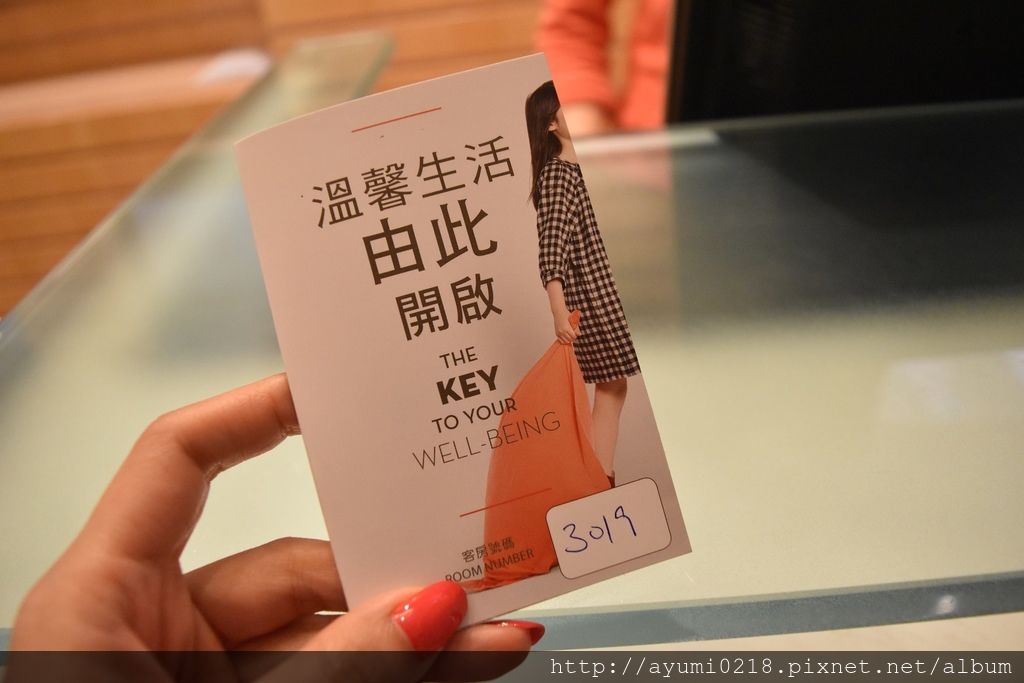 溫馨生活
由此
開啟
THE
KEY
TO YOUR
WELL-BEING
客房號碼
ROOM NUMBER
3019
http://ayumi0218.pixnet.net/album